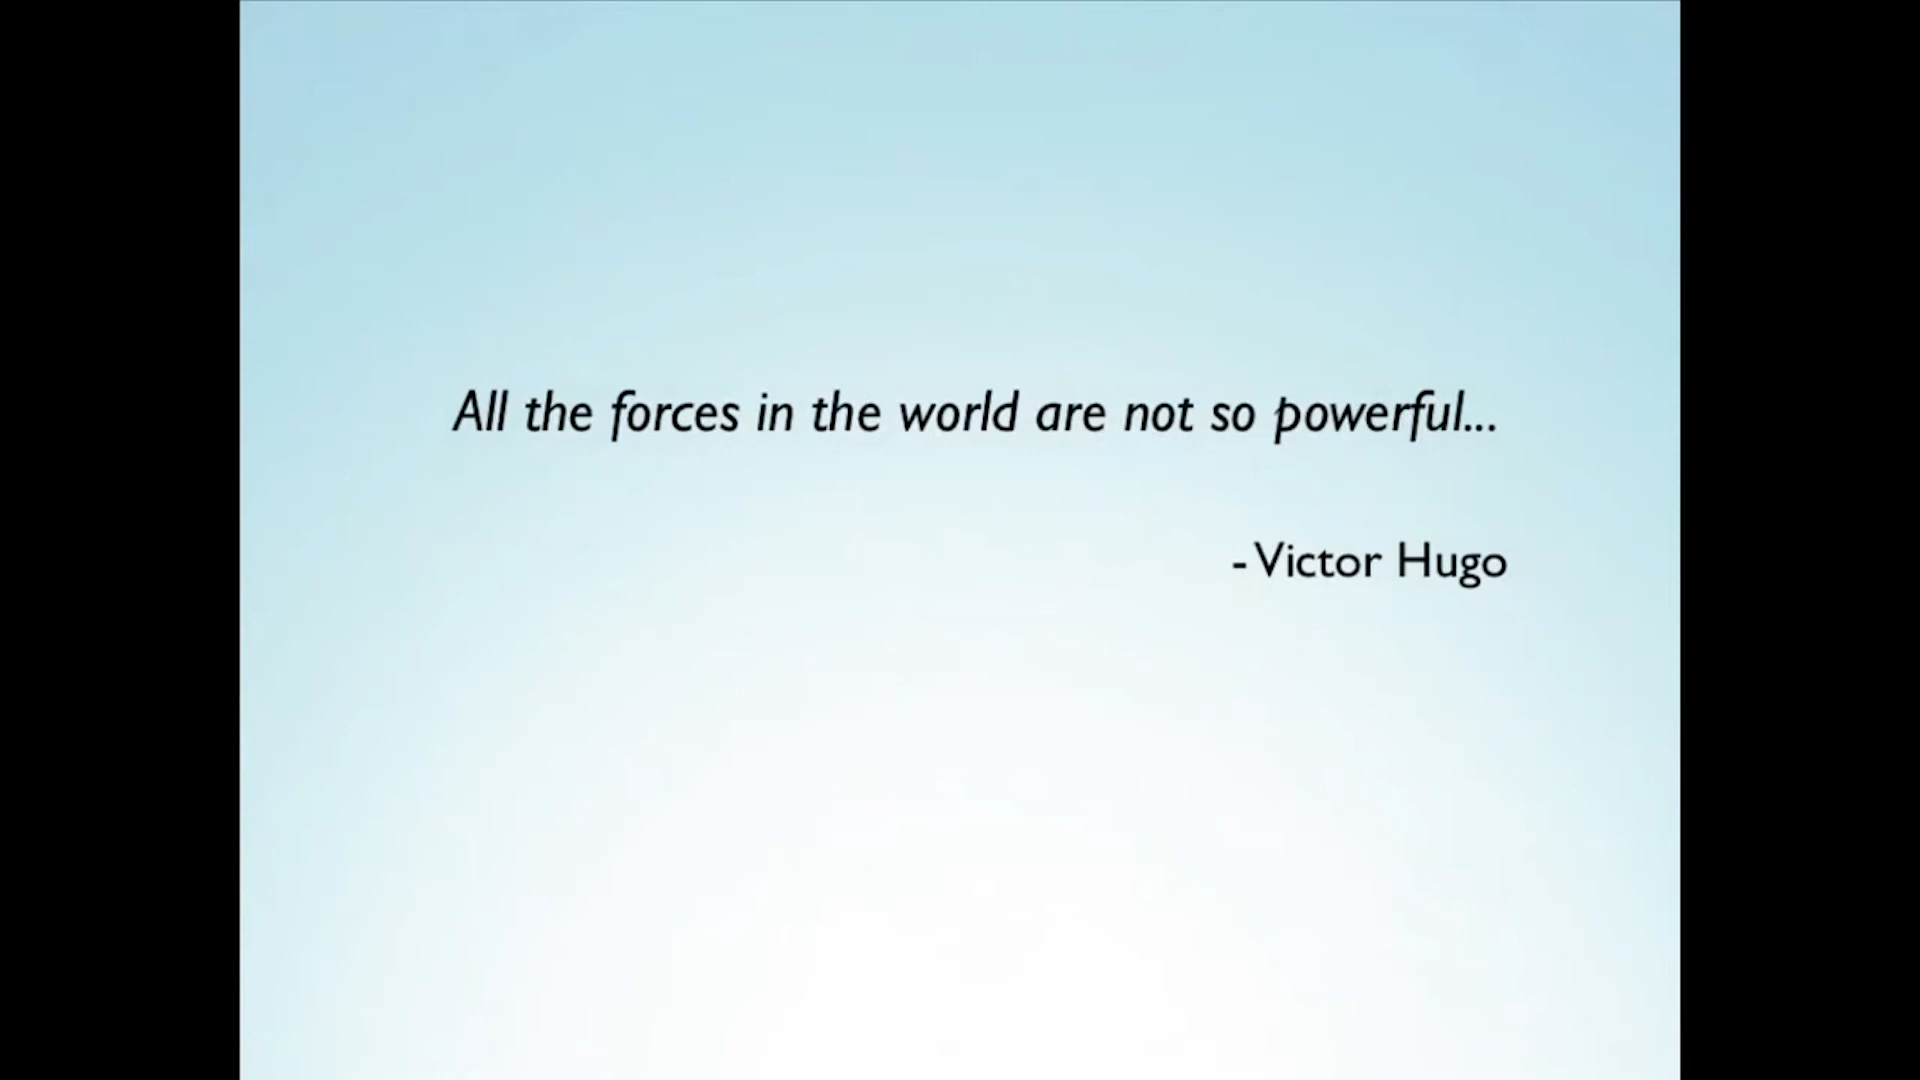 All the forces in the world are not so powerful...
- Victor Hugo